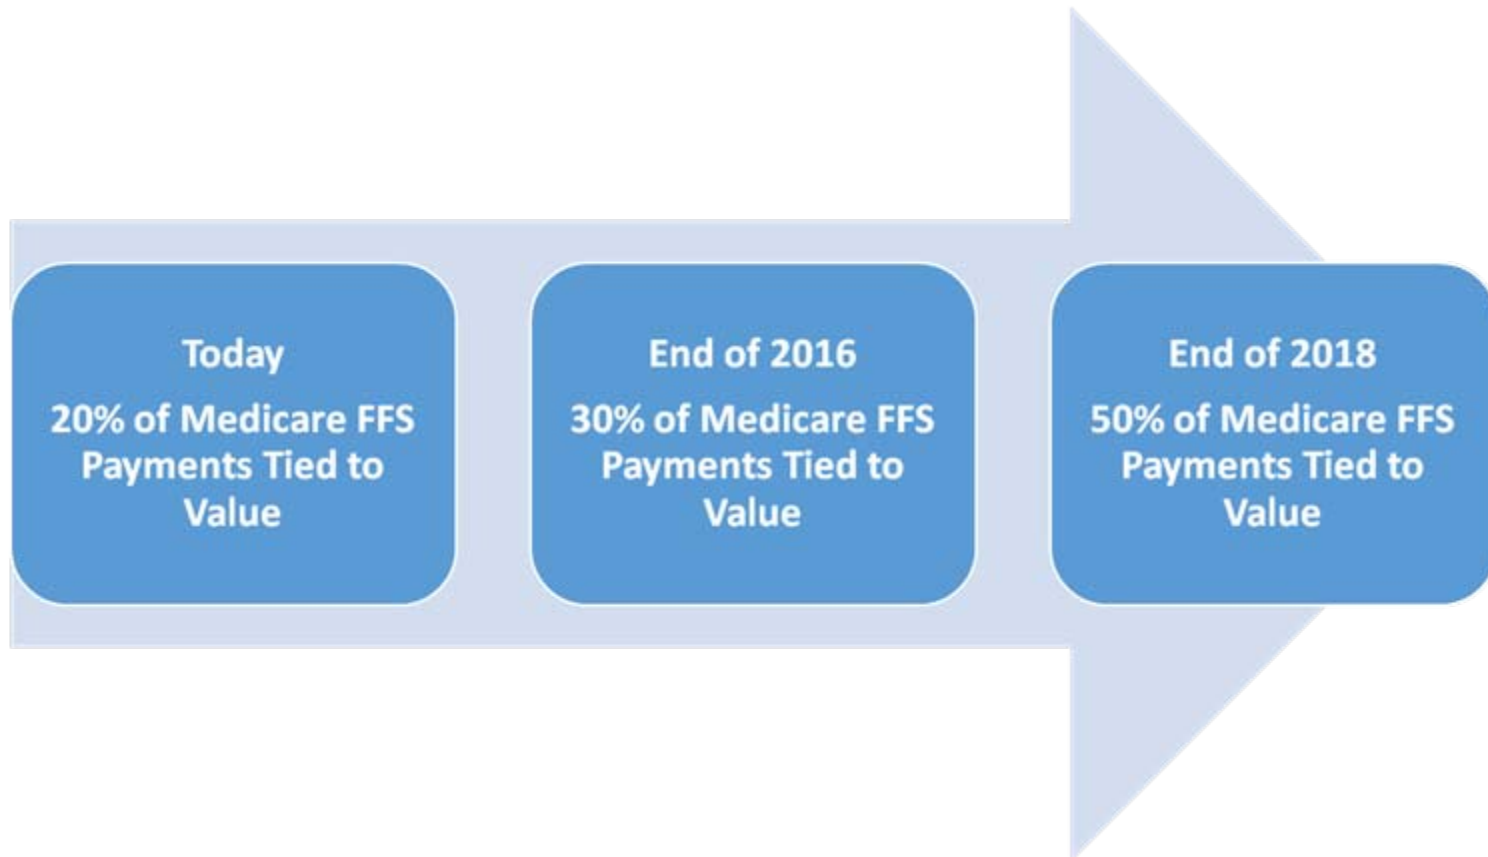 Today
20% of Medicare FFS
Payments Tied to
Value
End of 2016
30% of Medicare FFS
Payments Tied to
Value
End of 2018
50% of Medicare FFS
Payments Tied to
Value